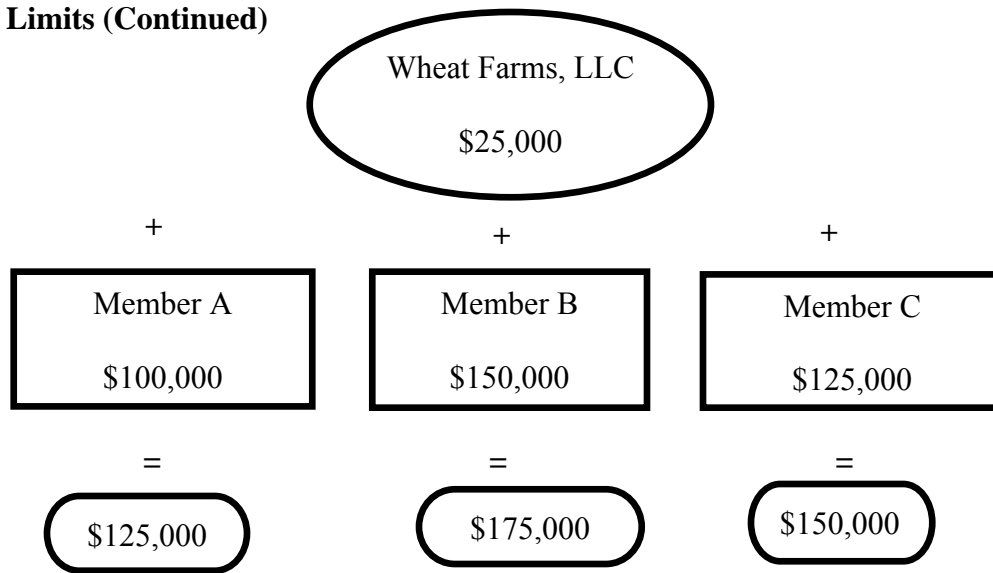 Limits (Continued)
Wheat Farms, LLC
$25,000
+ + +
Member A Member B Member C
$100,000 $150,000 $125,000
= = =
$125,000 $175,000 $150,000